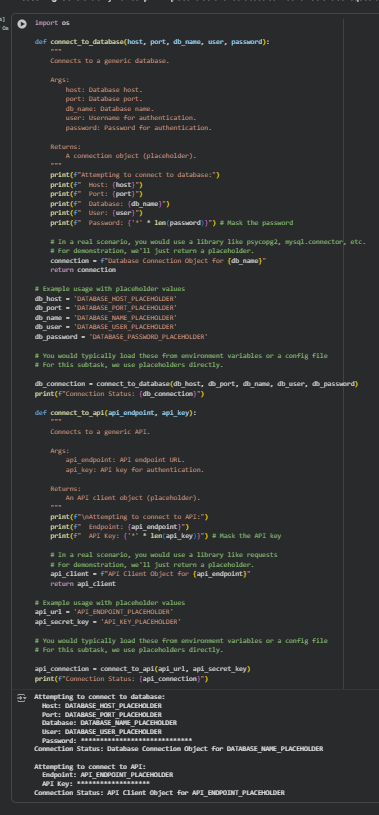 import os
def connect_to_database(host, port, db_name, user, password):
"""
Connects to a generic database.
Args:
host: Database host.
port: Database port.
db_name: Database name.
user: Username for authentication.
password: Password for authentication.
Returns:
A connection object (placeholder).
"""
print(f"Attempting to connect to database:")
print(f"  Host: {host}")
print(f"  Port: {port}")
print(f"  Database: {db_name}")
print(f"  User: {user}")
print(f"  Password: {'*' * len(password)}") # Mask the password
# In a real scenario, you would use a library like psycopg2, mysql.connector, etc.
# For demonstration, we'll just return a placeholder.
connection = f"Database Connection Object for {db_name}"
return connection
# Example usage with placeholder values
db_host = 'DATABASE_HOST_PLACEHOLDER'
db_port = 'DATABASE_PORT_PLACEHOLDER'
db_name = 'DATABASE_NAME_PLACEHOLDER'
db_user = 'DATABASE_USER_PLACEHOLDER'
db_password = 'DATABASE_PASSWORD_PLACEHOLDER'
# You would typically load these from environment variables or a config file
# For this subtask, we use placeholders directly.
db_connection = connect_to_database(db_host, db_port, db_name, db_user, db_password)
print(f"Connection Status: {db_connection}")
def connect_to_api(api_endpoint, api_key):
"""
Connects to a generic API.
Args:
api_endpoint: API endpoint URL.
api_key: API key for authentication.
Returns:
An API client object (placeholder).
"""
print(f"\nAttempting to connect to API:")
print(f"  Endpoint: {api_endpoint}")
print(f"  API Key: {'*' * len(api_key)}") # Mask the API key
# In a real scenario, you would use a library like requests
# For demonstration, we'll just return a placeholder.
api_client = f"API Client Object for {api_endpoint}"
return api_client
# Example usage with placeholder values
api_url = 'API_ENDPOINT_PLACEHOLDER'
api_secret_key = 'API_KEY_PLACEHOLDER'
# You would typically load these from environment variables or a config file
# For this subtask, we use placeholders directly.
api_connection = connect_to_api(api_url, api_secret_key)
print(f"Connection Status: {api_connection}")
Attempting to connect to database:
Host: DATABASE_HOST_PLACEHOLDER
Port: DATABASE_PORT_PLACEHOLDER
Database: DATABASE_NAME_PLACEHOLDER
User: DATABASE_USER_PLACEHOLDER
Password: *****************************
Connection Status: Database Connection Object for DATABASE_NAME_PLACEHOLDER
Attempting to connect to API:
Endpoint: API_ENDPOINT_PLACEHOLDER
API Key: *******************
Connection Status: API Client Object for API_ENDPOINT_PLACEHOLDER